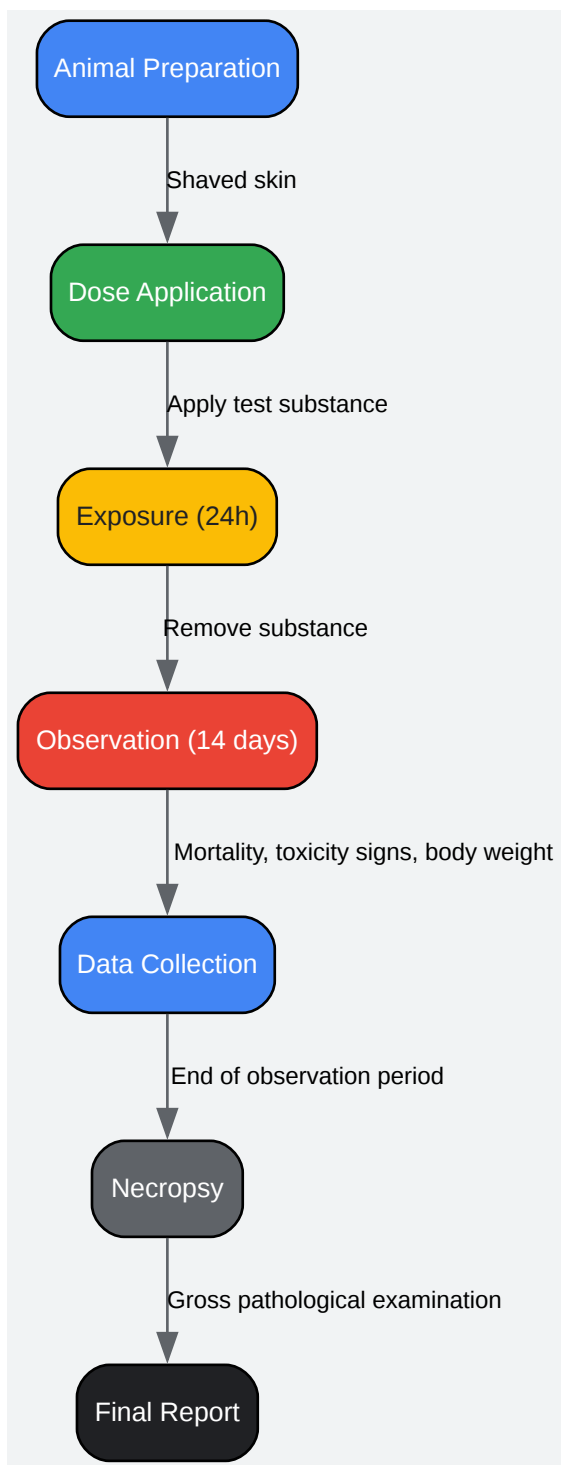 Animal Preparation
Shaved skin
Dose Application
Apply test substance
Exposure (24h)
Remove substance
Observation (14 days)
Mortality, toxicity signs, body weight
Data Collection
End of observation period
Necropsy
Gross pathological examination
Final Report